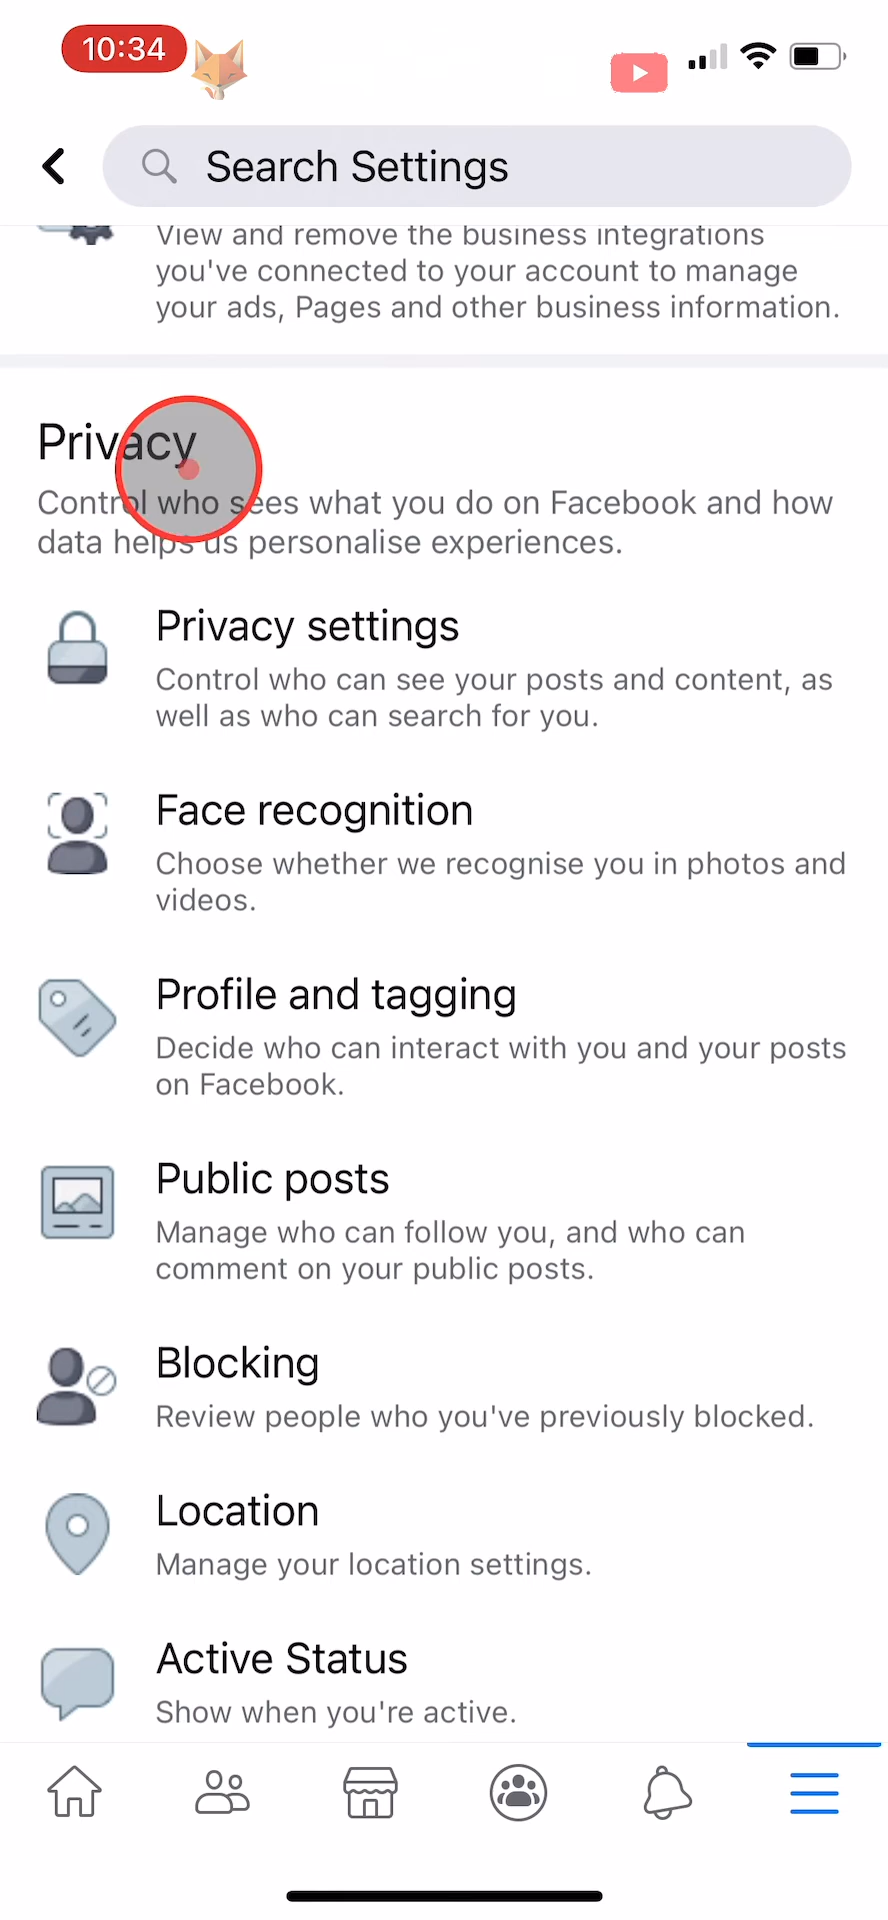 10:34
Search Settings
View and remove the business integrations
you've connected to your account to manage
your ads, Pages and other business information.
Privacy
Control who sees what you do on Facebook and how
data helps us personalise experiences.
Privacy settings
Control who can see your posts and content, as
well as who can search for you.
Face recognition
Choose whether we recognise you in photos and
videos.
Profile and tagging
Decide who can interact with you and your posts
on Facebook.
Public posts
Manage who can follow you, and who can
comment on your public posts.
Blocking
Review people who you've previously blocked.
Location
Manage your location settings.
Active Status
Show when you're active.